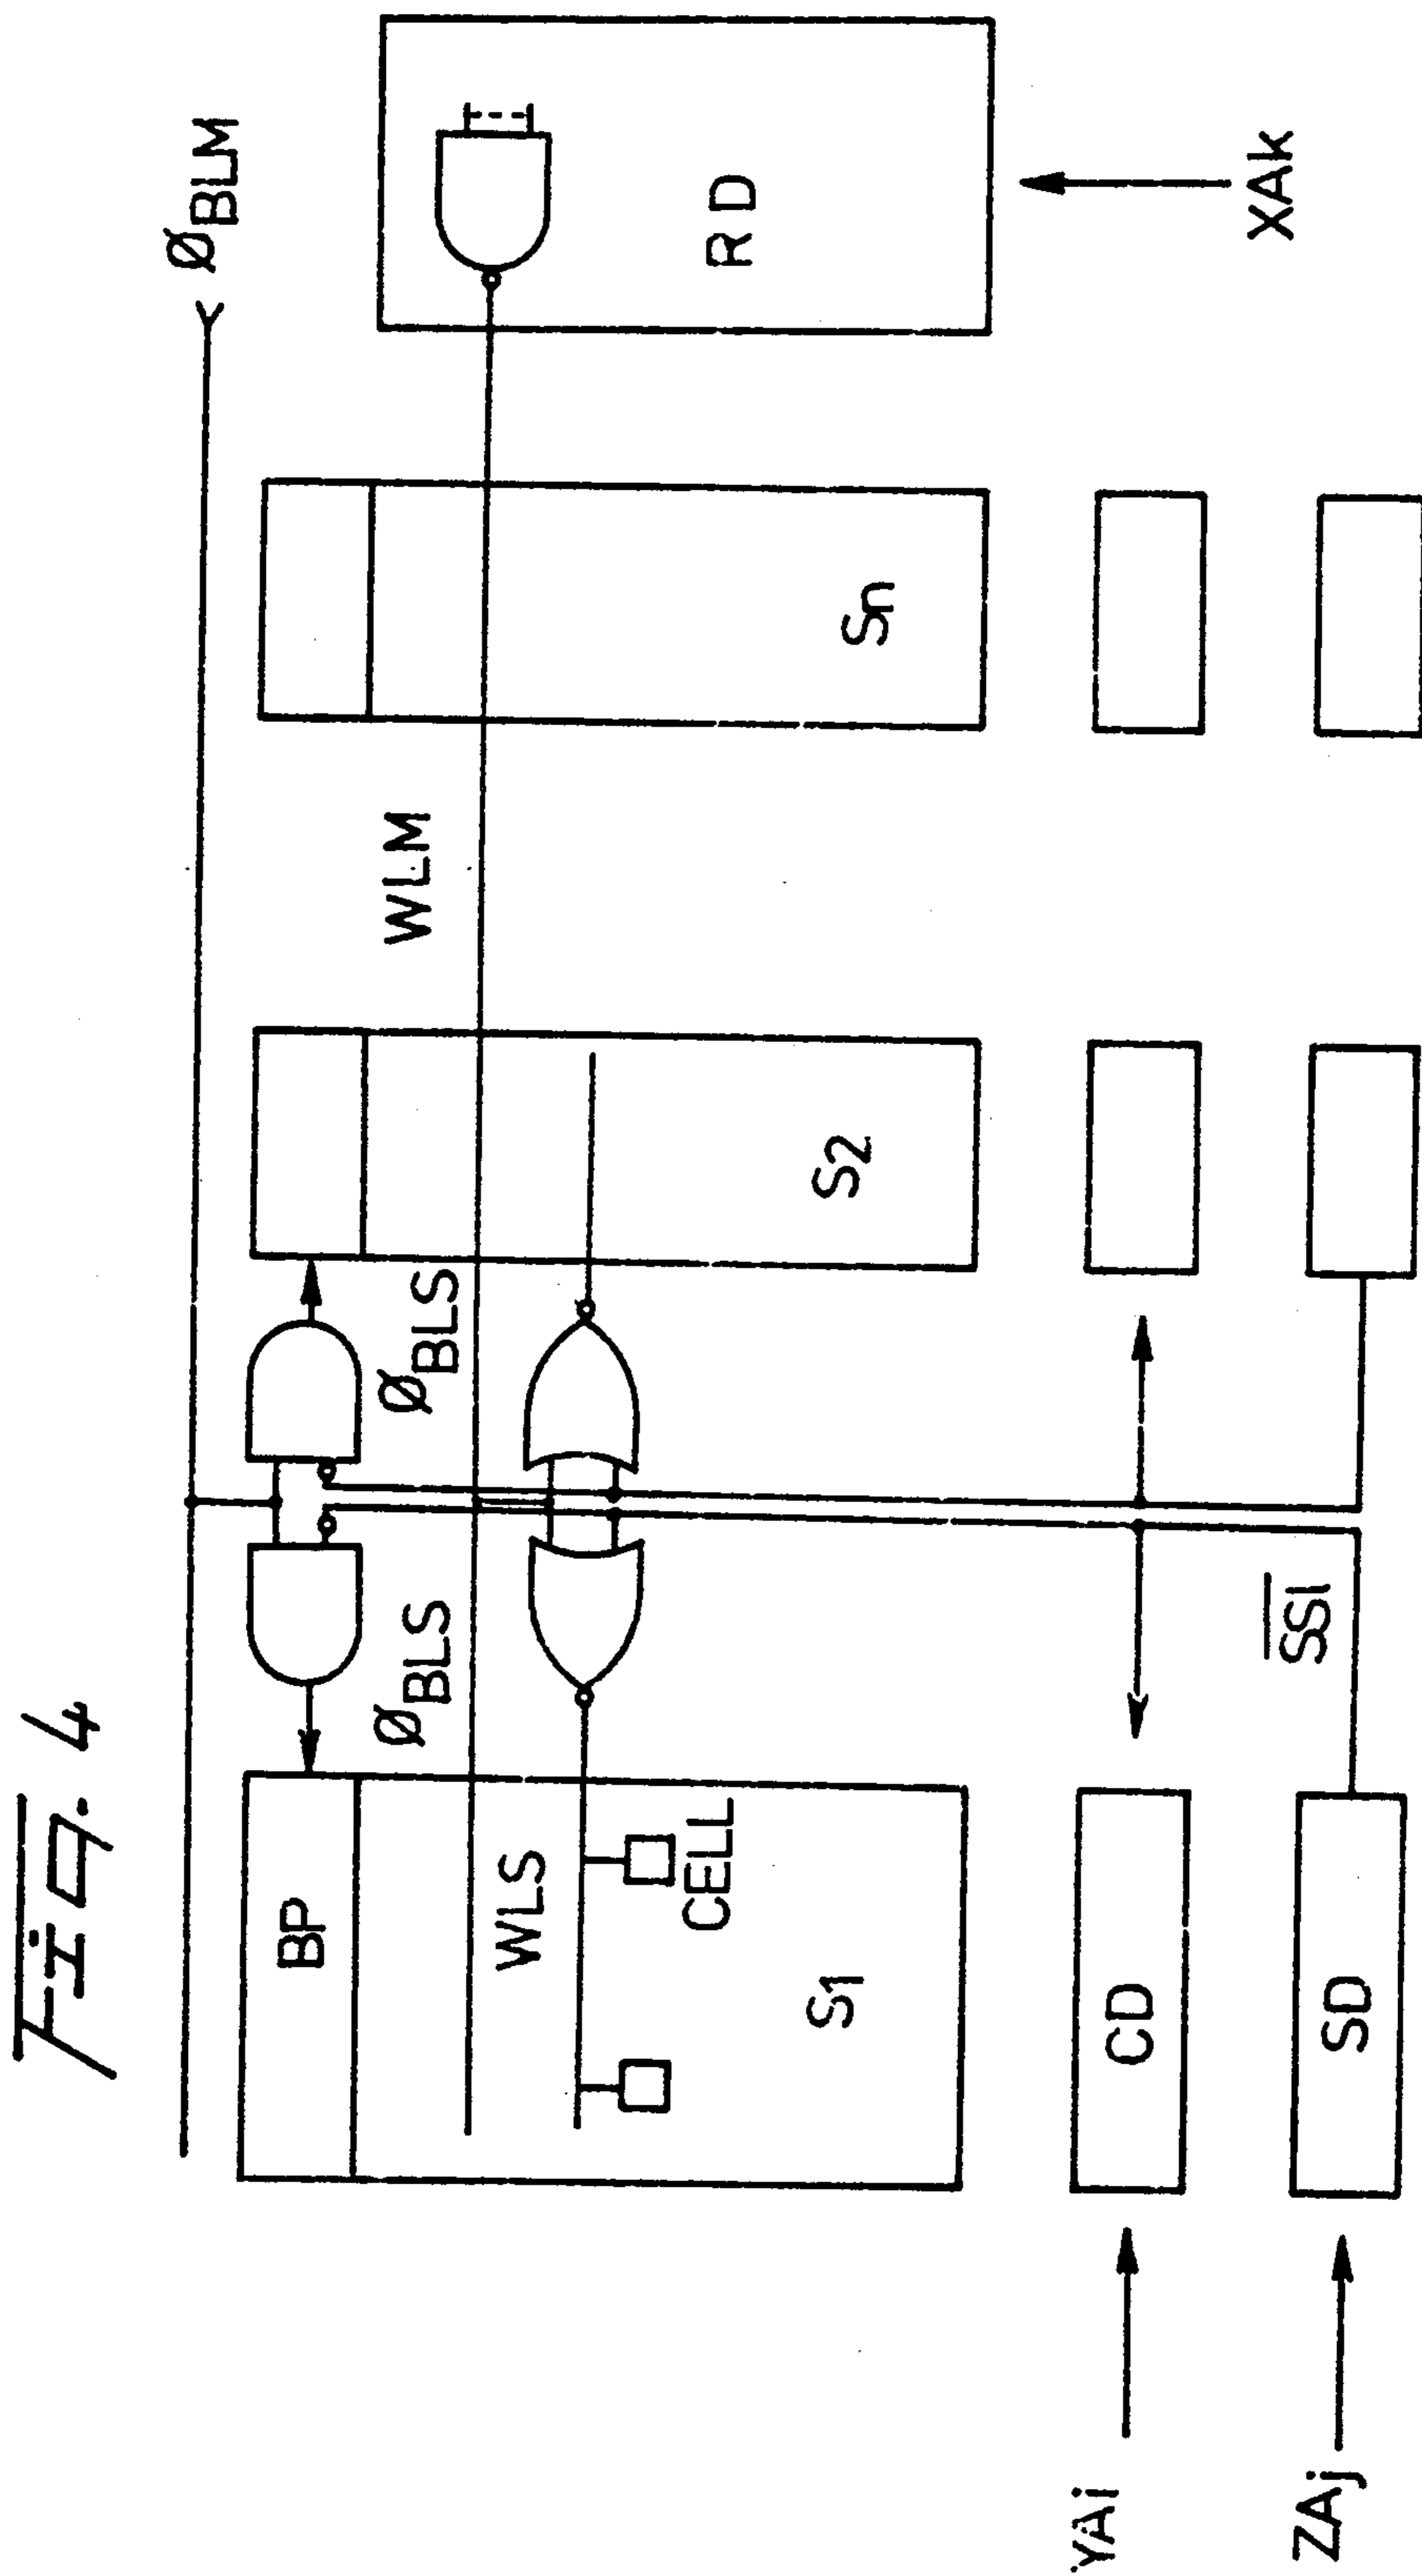 Fig. 4
ØBLM
BP
ØBLS
ØBLS
WLM
WLS
CELL
S1
S2
Sn
RD
XAk
YAi
CD
SSI
ZAj
SD